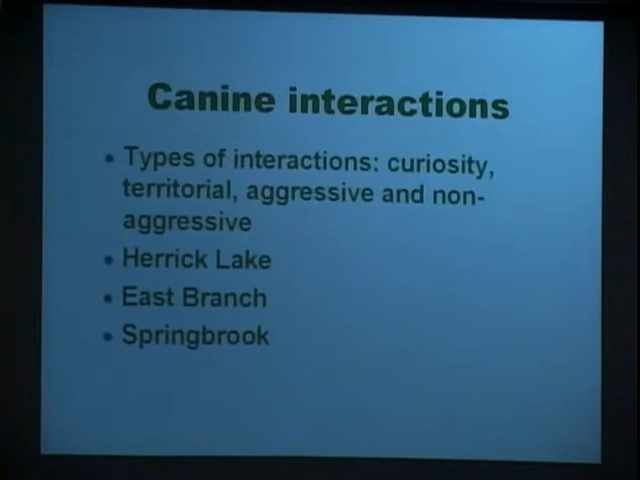 Canine interactions
• Types of interactions: curiosity,
territorial, aggressive and non-
aggressive
• Herrick Lake
• East Branch
• Springbrook